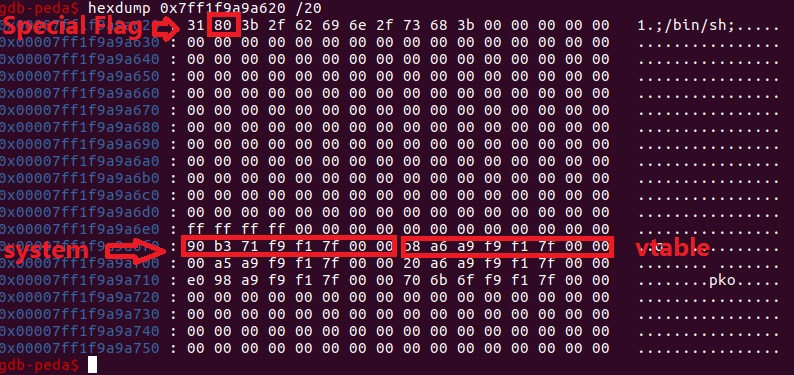 gdb-peda$ hexdump 0x7ff1f9a9a620 /20
Special Flag 31 80 3b 2f 62 69 6e 2f 73 68 3b 00 00 00 00 00 1.;/bin/sh;.....
0x00007ff1f9a9a630 : 00 00 00 00 00 00 00 00 00 00 00 00 00 00 00 00 ................
0x00007ff1f9a9a640 : 00 00 00 00 00 00 00 00 00 00 00 00 00 00 00 00 ................
0x00007ff1f9a9a650 : 00 00 00 00 00 00 00 00 00 00 00 00 00 00 00 00 ................
0x00007ff1f9a9a660 : 00 00 00 00 00 00 00 00 00 00 00 00 00 00 00 00 ................
0x00007ff1f9a9a670 : 00 00 00 00 00 00 00 00 00 00 00 00 00 00 00 00 ................
0x00007ff1f9a9a680 : 00 00 00 00 00 00 00 00 00 00 00 00 00 00 00 00 ................
0x00007ff1f9a9a690 : 00 00 00 00 00 00 00 00 00 00 00 00 00 00 00 00 ................
0x00007ff1f9a9a6a0 : 00 00 00 00 00 00 00 00 00 00 00 00 00 00 00 00 ................
0x00007ff1f9a9a6b0 : 00 00 00 00 00 00 00 00 00 00 00 00 00 00 00 00 ................
0x00007ff1f9a9a6c0 : 00 00 00 00 00 00 00 00 00 00 00 00 00 00 00 00 ................
0x00007ff1f9a9a6d0 : 00 00 00 00 00 00 00 00 00 00 00 00 00 00 00 00 ................
0x00007ff1f9a9a6e0 : ff ff ff ff 00 00 00 00 00 00 00 00 00 00 00 00 ................
system 90 b3 71 f9 f1 7f 00 00 b8 a6 a9 f9 f1 7f 00 00 vtable
00 a5 a9 f9 f1 7f 00 00 20 a6 a9 f9 f1 7f 00 00
0x00007ff1f9a9a710 : e0 98 a9 f9 f1 7f 00 00 70 6b 6f f9 f1 7f 00 00 ........pko.....
0x00007ff1f9a9a720 : 00 00 00 00 00 00 00 00 00 00 00 00 00 00 00 00 ................
0x00007ff1f9a9a730 : 00 00 00 00 00 00 00 00 00 00 00 00 00 00 00 00 ................
0x00007ff1f9a9a740 : 00 00 00 00 00 00 00 00 00 00 00 00 00 00 00 00 ................
0x00007ff1f9a9a750 : 00 00 00 00 00 00 00 00 00 00 00 00 00 00 00 00 ................
gdb-peda$